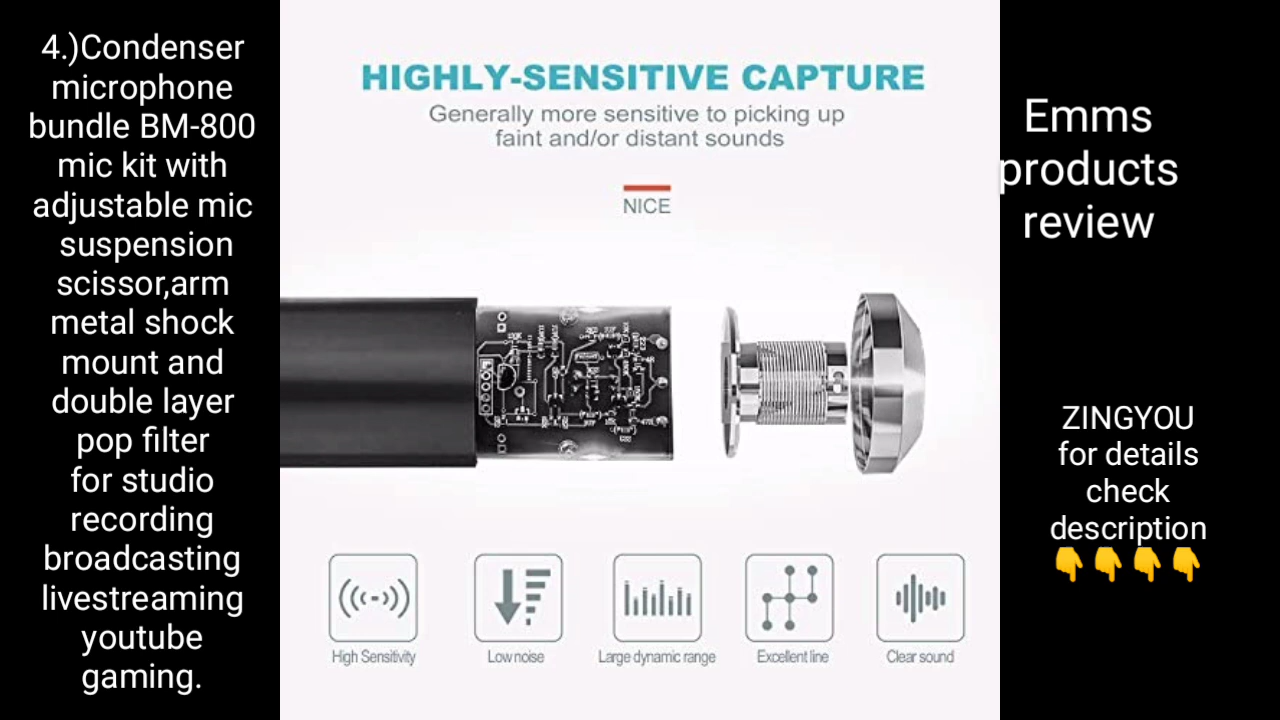 4.)Condenser
microphone
bundle BM-800
mic kit with
adjustable mic
suspension
scissor,arm
metal shock
mount and
double layer
pop filter
for studio
recording
broadcasting
livestreaming
youtube
gaming.
HIGHLY-SENSITIVE CAPTURE
Generally more sensitive to picking up
faint and/or distant sounds
NICE
High Sensitivity
Low noise
Large dynamic range
Excellent line
Clear sound
Emms
products
review
ZINGYOU
for details
check
description
👇👇👇👇